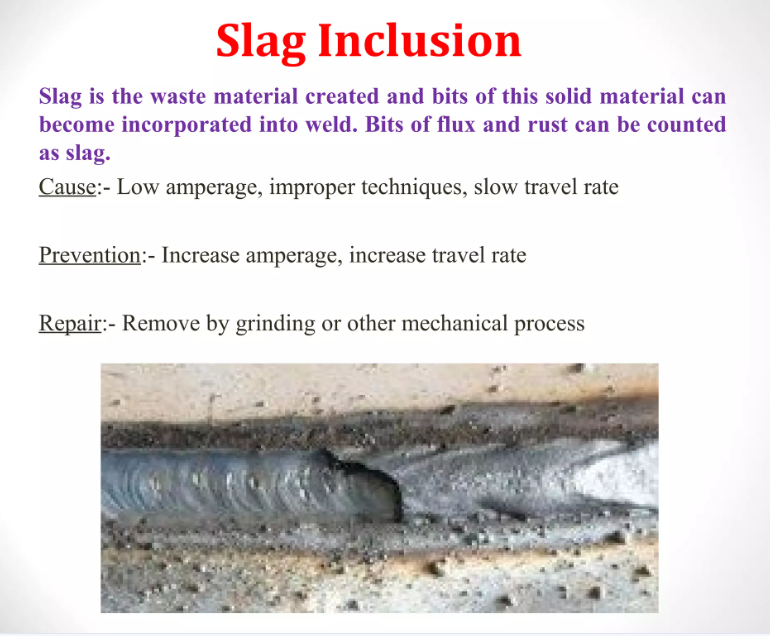 Slag Inclusion
Slag is the waste material created and bits of this solid material can
become incorporated into weld. Bits of flux and rust can be counted
as slag.
Cause:- Low amperage, improper techniques, slow travel rate
Prevention:- Increase amperage, increase travel rate
Repair:- Remove by grinding or other mechanical process